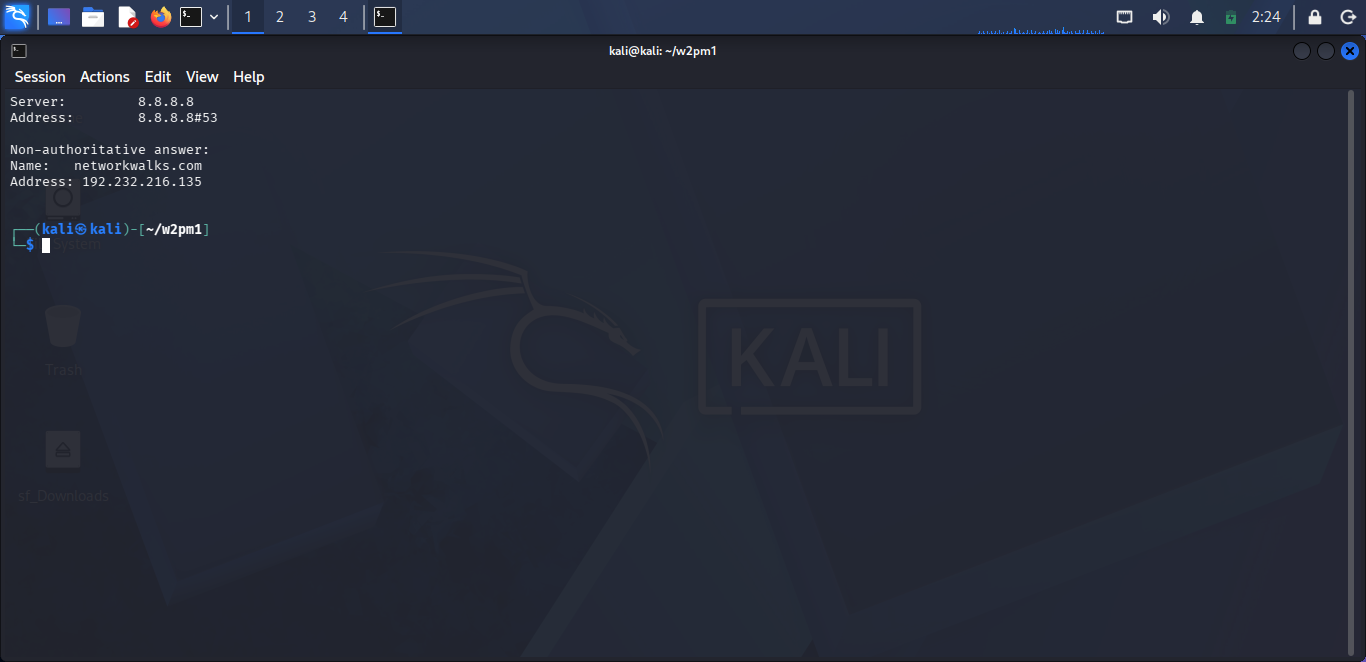 1 2 3 4 2:24
kali@kali: ~/w2pm1
Session Actions Edit View Help
Server: 8.8.8.8
Address: 8.8.8.8#53
Non-authoritative answer:
Name: networkwalks.com
Address: 192.232.216.135
┌──(kali㉿kali)-[~/w2pm1]
└─$
System
KALI
Trash
sf_Downloads